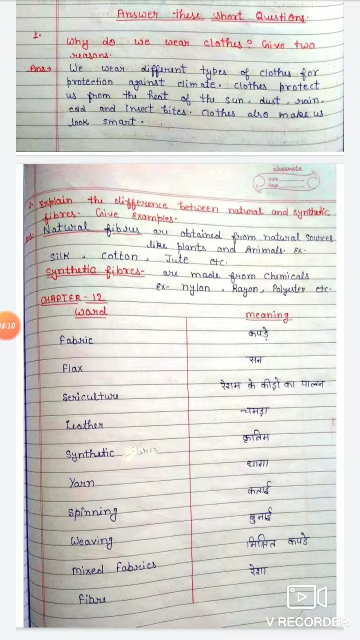 Answer these short Questions.
1.
Why do we wear clothes? Give two
reasons.
Ans:- We wear different types of clothes for
protection against climate. Clothes protect
us from the heat of the sun, dust, rain,
cold and Insect bites. Clothes also make us
look smart.
classmate
Date
Page
Explain the difference between natural and synthetic
fibres. Give Examples.
Natural fibres are obtained from natural sources
like plants and Animals. Ex-
Silk, Cotton, Jute etc.
Synthetic fibres- are made from chemicals
Ex- nylon, Rayon, Polyester etc.
CHAPTER-12
Word meaning
Fabric कपड़े
Flax सन
Sericulture रेशम के कीड़ो का पालन
Leather चमड़ा
Synthetic कृत्रिम
Yarn धागा
Spinning कताई
Weaving बुनाई
Mixed Fabrics मिश्रित कपडे
Fibre रेशा
V RECORDER